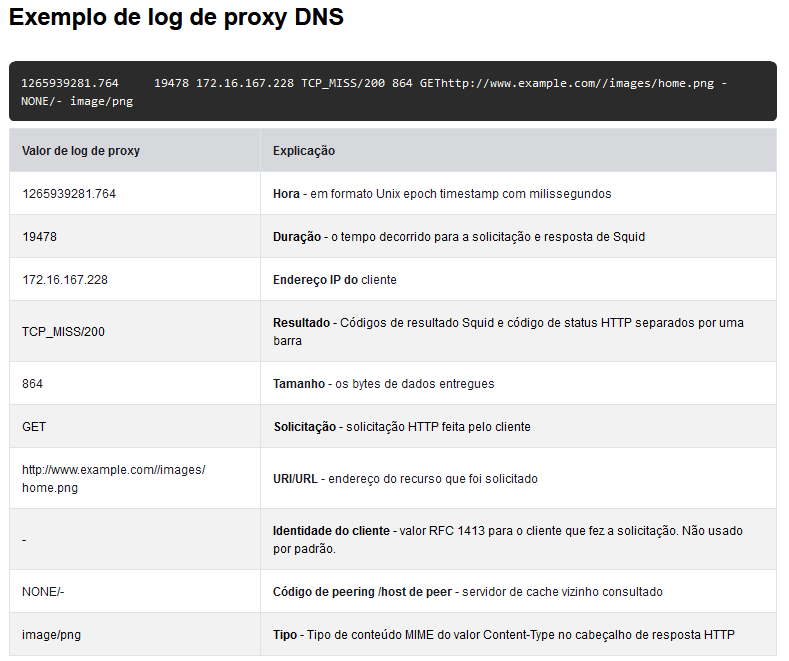 Exemplo de log de proxy DNS
1265939281.764     19478 172.16.167.228 TCP_MISS/200 864 GEThttp://www.example.com//images/home.png -
NONE/- image/png
Valor de log de proxy
Explicação
1265939281.764
Hora - em formato Unix epoch timestamp com milissegundos
19478
Duração - o tempo decorrido para a solicitação e resposta de Squid
172.16.167.228
Endereço IP do cliente
TCP_MISS/200
Resultado - Códigos de resultado Squid e código de status HTTP separados por uma
barra
864
Tamanho - os bytes de dados entregues
GET
Solicitação - solicitação HTTP feita pelo cliente
http://www.example.com//images/
home.png
URI/URL - endereço do recurso que foi solicitado
-
Identidade do cliente - valor RFC 1413 para o cliente que fez a solicitação. Não usado
por padrão.
NONE/-
Código de peering /host de peer - servidor de cache vizinho consultado
image/png
Tipo - Tipo de conteúdo MIME do valor Content-Type no cabeçalho de resposta HTTP